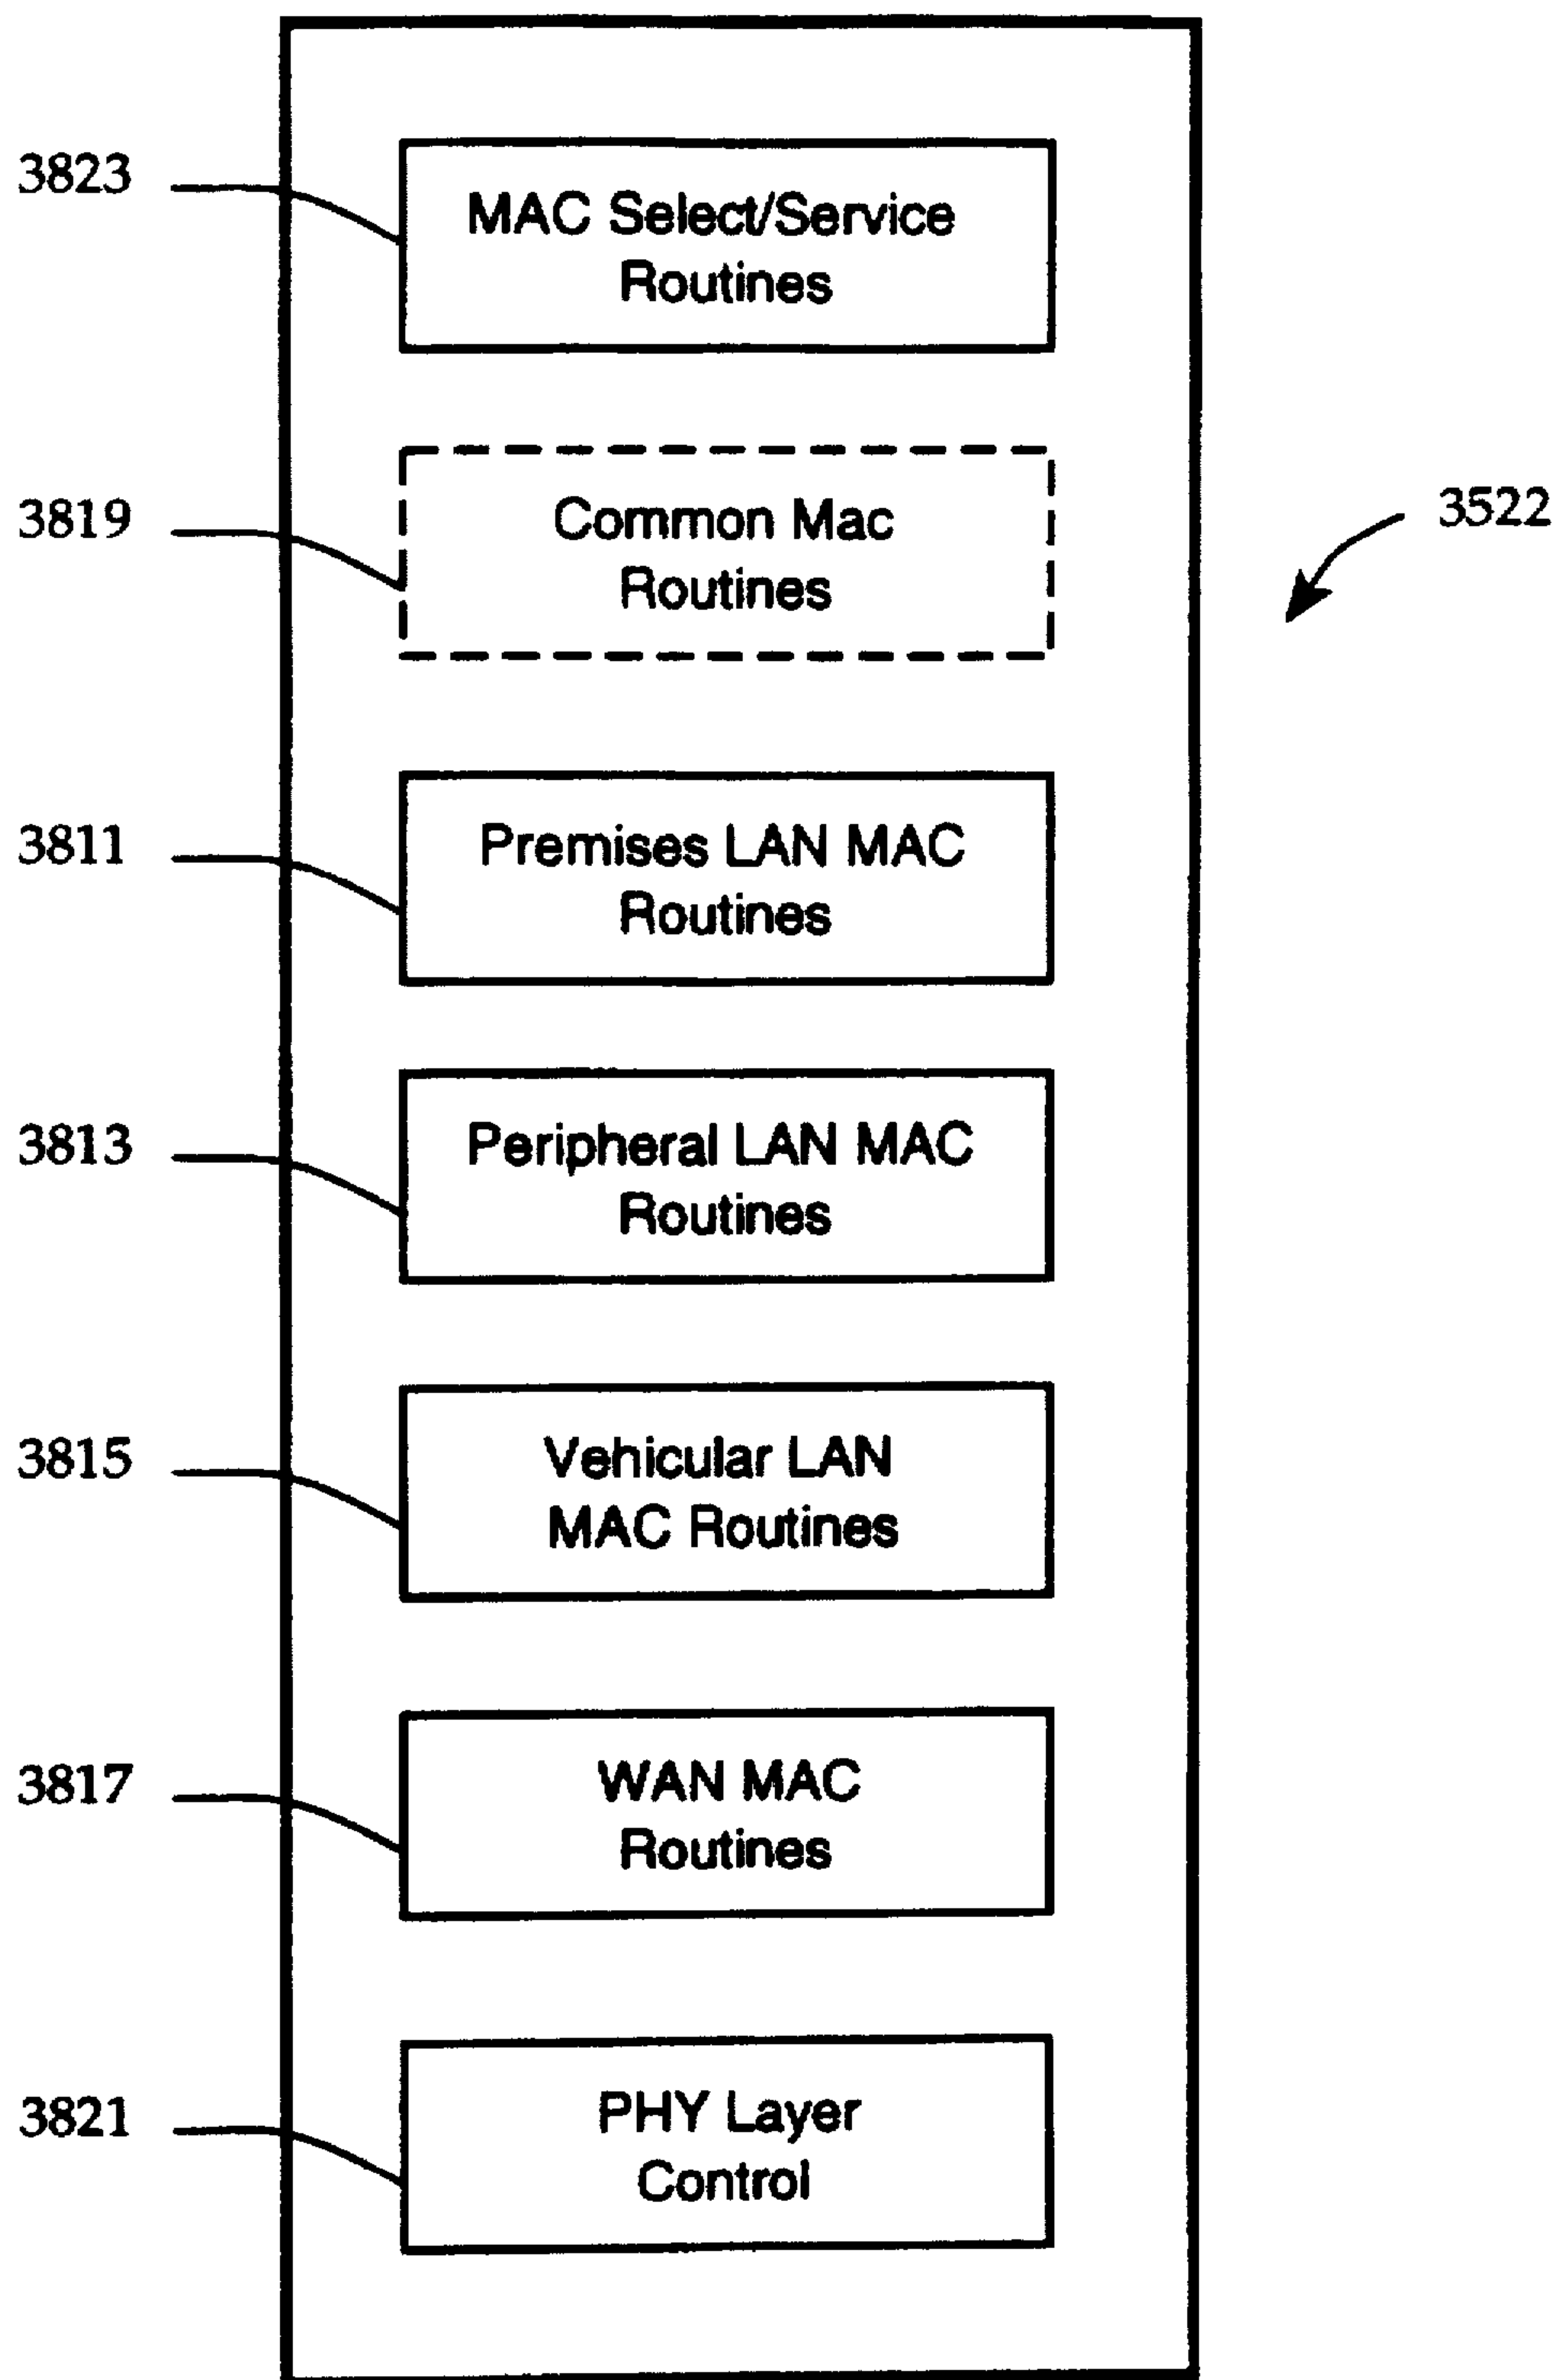 3823
MAC Select/Service
Routines
3819
Common Mac
Routines
3522
3811
Premises LAN MAC
Routines
3813
Peripheral LAN MAC
Routines
3815
Vehicular LAN
MAC Routines
3817
WAN MAC
Routines
3821
PHY Layer
Control